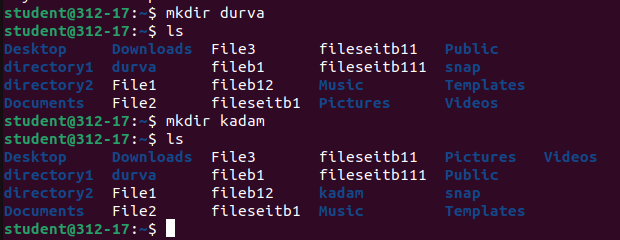 student@312-17:~$ mkdir durva
student@312-17:~$ ls
Desktop Downloads File3 fileseitb11 Public
directory1 durva fileb1 fileseitb111 snap
directory2 File1 fileb12 Music Templates
Documents File2 fileseitb1 Pictures Videos
student@312-17:~$ mkdir kadam
student@312-17:~$ ls
Desktop Downloads File3 fileseitb11 Pictures Videos
directory1 durva fileb1 fileseitb111 Public
directory2 File1 fileb12 kadam snap
Documents File2 fileseitb1 Music Templates
student@312-17:~$